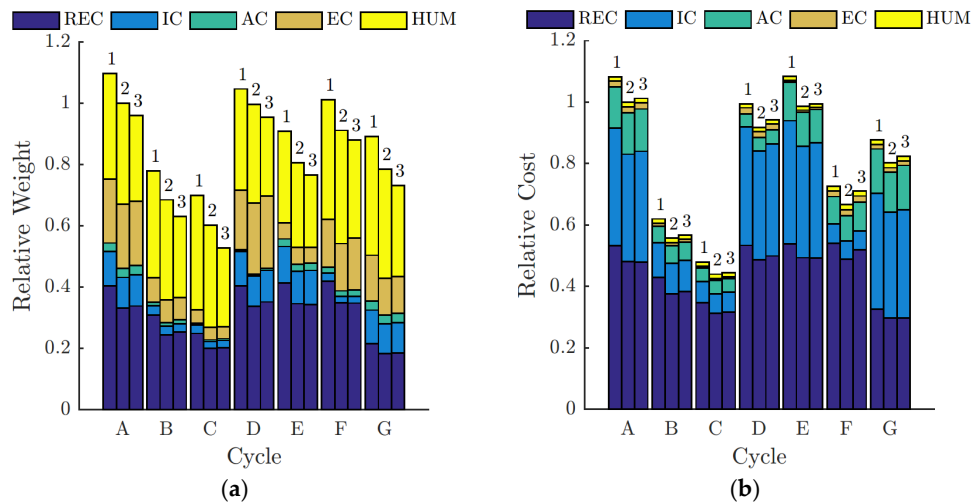 REC IC AC EC HUM
Relative Weight
1.2
1
0.8
0.6
0.4
0.2
0
1 2 3 1 2 3 1 2 3 1 2 3 1 2 3 1 2 3 1 2 3
A B C D E F G
Cycle
(a)
REC IC AC EC HUM
Relative Cost
1.2
1
0.8
0.6
0.4
0.2
0
1 2 3 1 2 3 1 2 3 1 2 3 1 2 3 1 2 3 1 2 3
A B C D E F G
Cycle
(b)